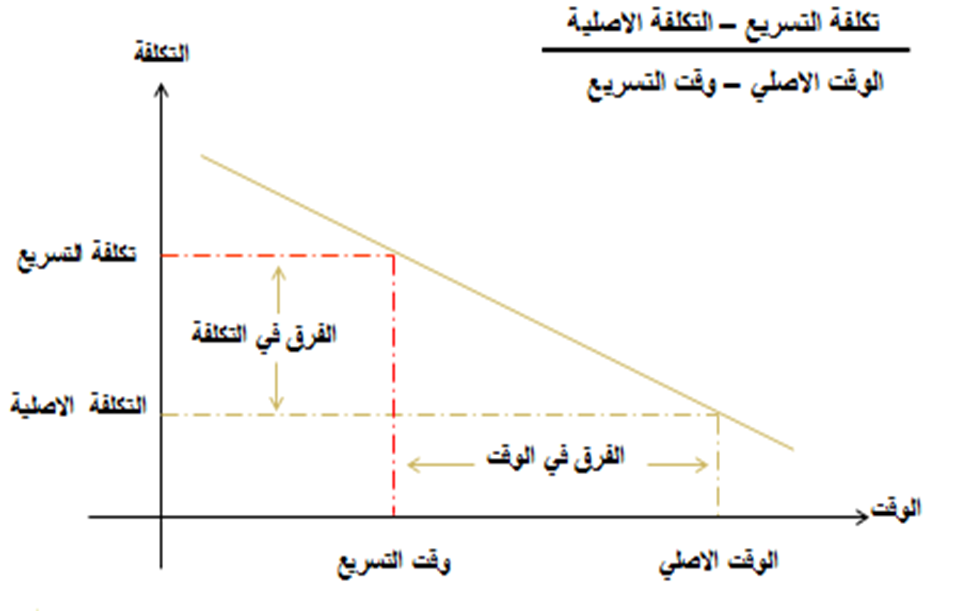 تكلفة التسريع – التكلفة الاصلية
الوقت الاصلي – وقت التسريع
التكلفة
تكلفة التسريع
الفرق في التكلفة
التكلفة الاصلية
الفرق في الوقت
الوقت
وقت التسريع
الوقت الاصلي